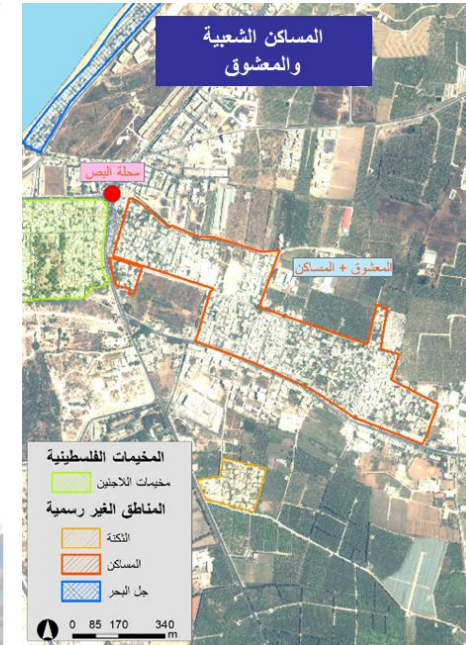 المساكن الشعبية
والمعشوق
محلة البص
المعشوق + المساكن
المخيمات الفلسطينية
مخيمات اللاجئين
المناطق الغير رسمية
الثكنة
المساكن
جل البحر
0 85 170 340
m